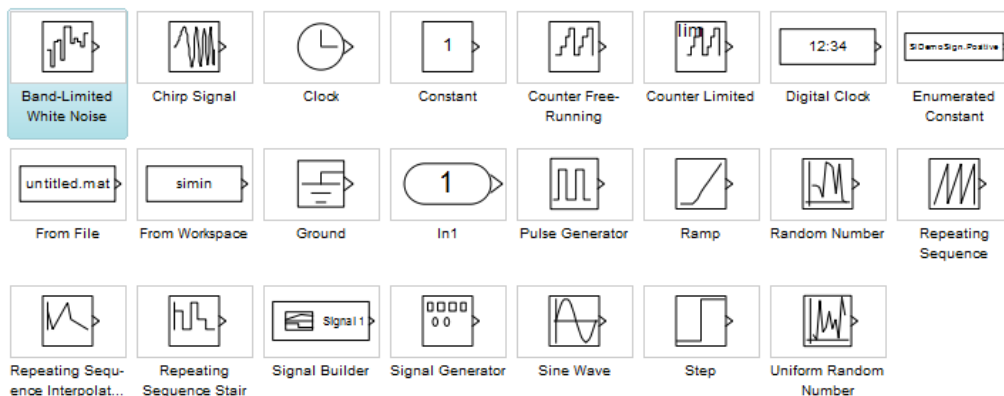 lim
1
12:34
SlDemoSign.Positive
Band-Limited
White Noise
Chirp Signal
Clock
Constant
Counter Free-
Running
Counter Limited
Digital Clock
Enumerated
Constant
untitled.mat
simin
1
From File
From Workspace
Ground
In1
Pulse Generator
Ramp
Random Number
Repeating
Sequence
Signal 1
Repeating Sequ-
ence Interpolat...
Repeating
Sequence Stair
Signal Builder
Signal Generator
Sine Wave
Step
Uniform Random
Number